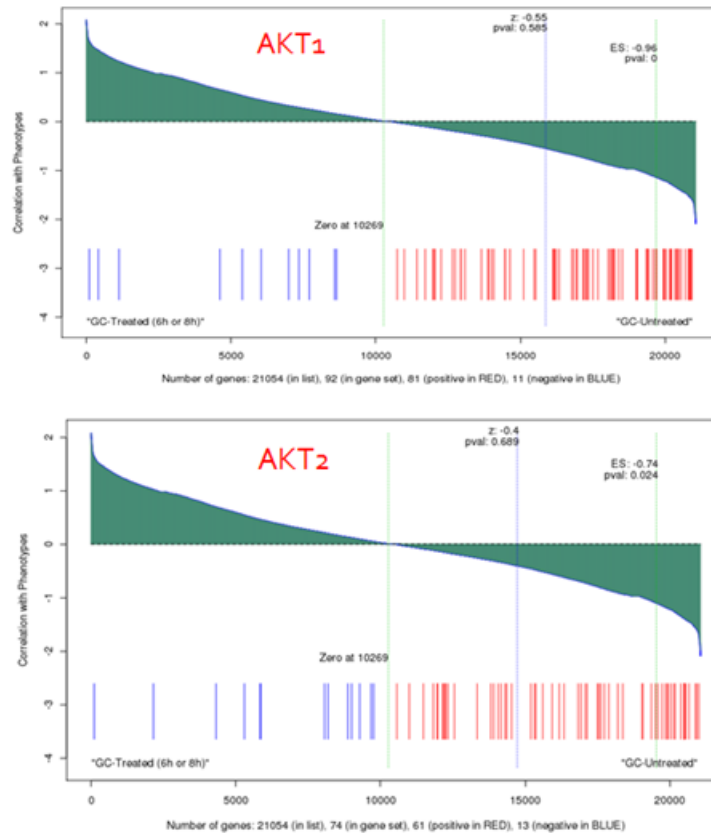 z: -0.55
pval: 0.585
AKT1
ES: -0.96
pval: 0
2
1
0
-1
-2
-3
-4
Correlation with Phenotypes
Zero at 10269
"GC-Treated (6h or 8h)"
"GC-Untreated"
0
5000
10000
15000
20000
Number of genes: 21054 (in list), 92 (in gene set), 81 (positive in RED), 11 (negative in BLUE)
z: -0.4
pval: 0.689
AKT2
ES: -0.74
pval: 0.024
2
1
0
-1
-2
-3
-4
Correlation with Phenotypes
Zero at 10269
"GC-Treated (6h or 8h)"
"GC-Untreated"
0
5000
10000
15000
20000
Number of genes: 21054 (in list), 74 (in gene set), 61 (positive in RED), 13 (negative in BLUE)